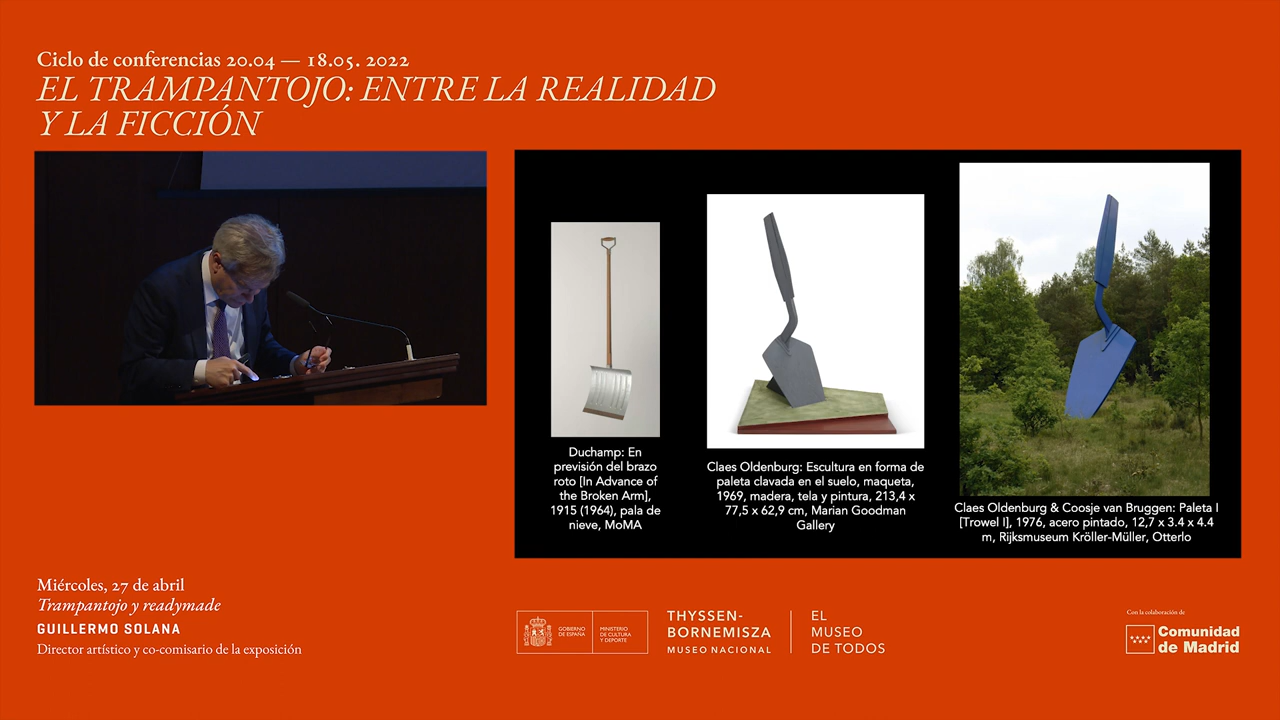 Ciclo de conferencias 20.04 — 18.05. 2022
EL TRAMPANTOJO: ENTRE LA REALIDAD
Y LA FICCIÓN
Duchamp: En
previsión del brazo
roto [In Advance of
the Broken Arm],
1915 (1964), pala de
nieve, MoMA
Claes Oldenburg: Escultura en forma de
paleta clavada en el suelo, maqueta,
1969, madera, tela y pintura, 213,4 x
77,5 x 62,9 cm, Marian Goodman
Gallery
Claes Oldenburg & Coosje van Bruggen: Paleta I
[Trowel I], 1976, acero pintado, 12,7 x 3.4 x 4.4
m, Rijksmuseum Kröller-Müller, Otterlo
Miércoles, 27 de abril
Trampantojo y readymade
GUILLERMO SOLANA
Director artístico y co-comisario de la exposición
GOBIERNO
DE ESPAÑA
MINISTERIO
DE CULTURA
Y DEPORTE
THYSSEN-
BORNEMISZA
MUSEO NACIONAL
EL
MUSEO
DE TODOS
Con la colaboración de
Comunidad
de Madrid